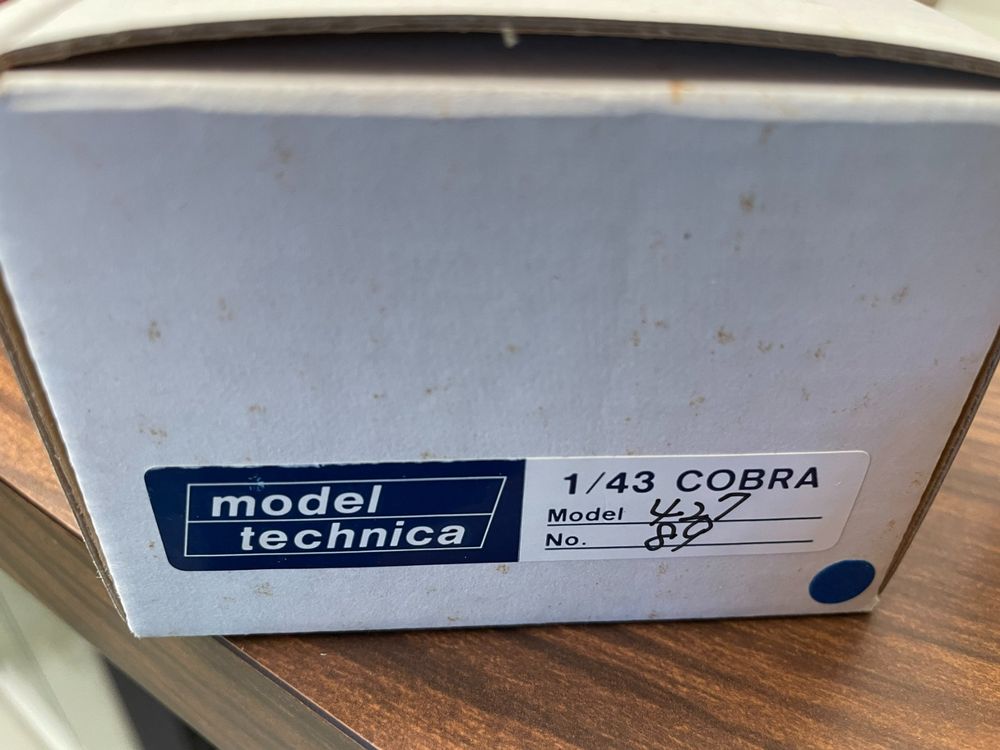 model
technica
1/43 COBRA
Model 427
No. 89